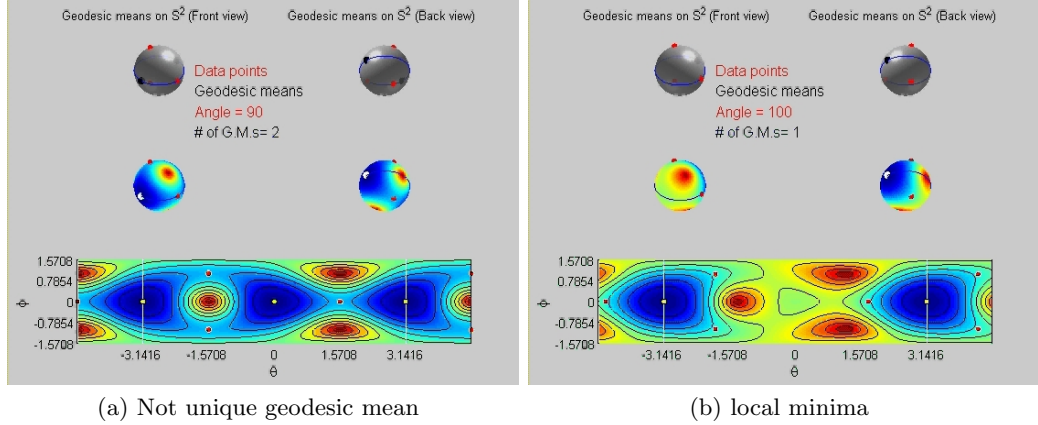 Geodesic means on S² (Front view)
Geodesic means on S² (Back view)
Data points
Geodesic means
Angle = 90
# of G.M.s= 2
1.5708
0.7854
0
-0.7854
-1.5708
ϕ
-3.1416
-1.5708
0
1.5708
3.1416
θ
(a) Not unique geodesic mean
Geodesic means on S² (Front view)
Geodesic means on S² (Back view)
Data points
Geodesic means
Angle = 100
# of G.M.s= 1
1.5708
0.7854
0
-0.7854
-1.5708
ϕ
-3.1416
-1.5708
0
1.5708
3.1416
θ
(b) local minima